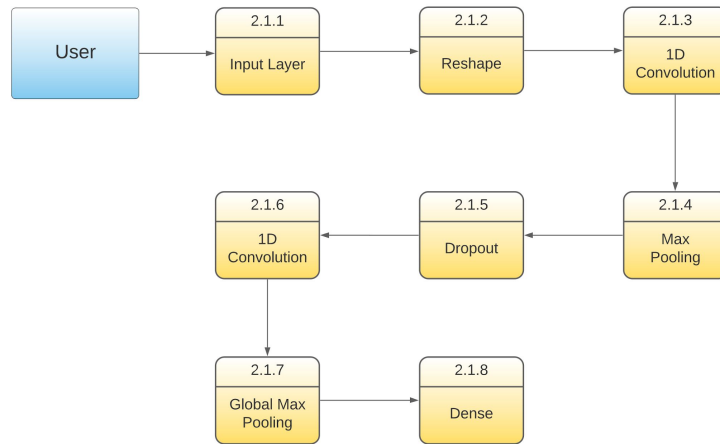 User
2.1.1
Input Layer
2.1.2
Reshape
2.1.3
1D
Convolution
2.1.4
Max
Pooling
2.1.5
Dropout
2.1.6
1D
Convolution
2.1.7
Global Max
Pooling
2.1.8
Dense